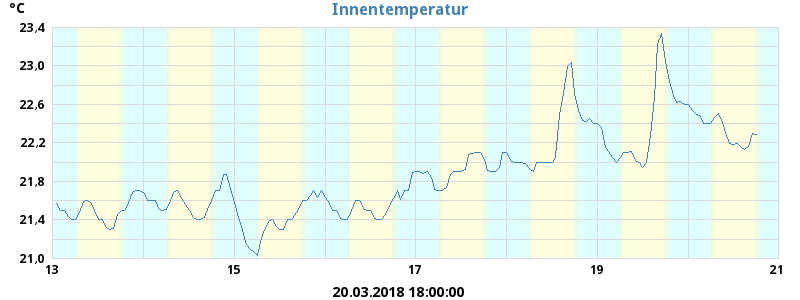 °C
Innentemperatur
23,4
23,0
22,6
22,2
21,8
21,4
21,0
13 15 17 19 21
20.03.2018 18:00:00